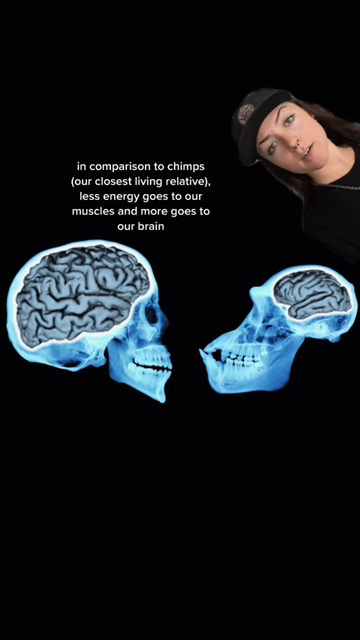 in comparison to chimps
(our closest living relative),
less energy goes to our
muscles and more goes to
our brain